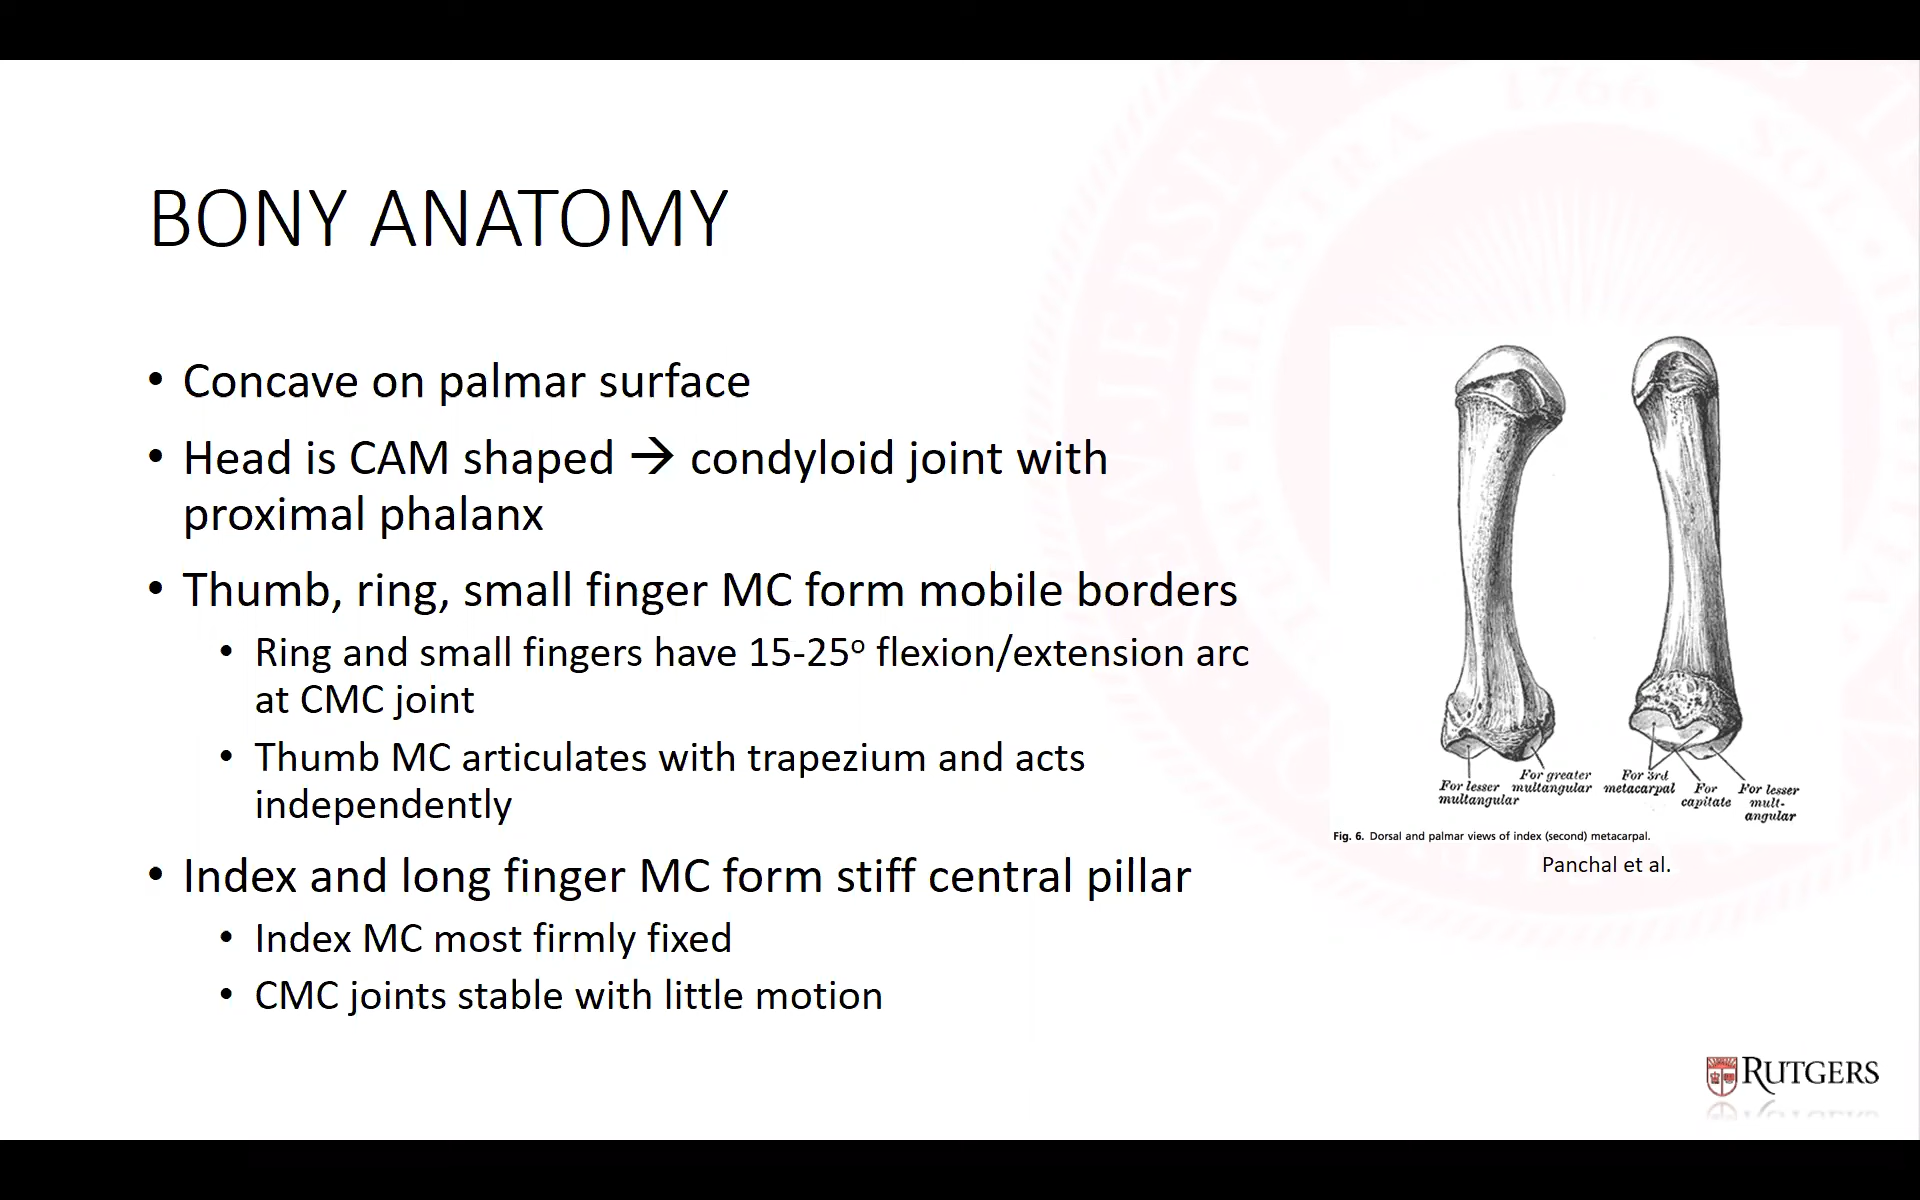 BONY ANATOMY
• Concave on palmar surface
• Head is CAM shaped → condyloid joint with
proximal phalanx
• Thumb, ring, small finger MC form mobile borders
• Ring and small fingers have 15-25° flexion/extension arc
at CMC joint
• Thumb MC articulates with trapezium and acts
independently
• Index and long finger MC form stiff central pillar
• Index MC most firmly fixed
• CMC joints stable with little motion
For lesser
multangular
For greater
multangular
For 3rd
metacarpal
For
capitate
For lesser
mult-
angular
Fig. 6. Dorsal and palmar views of index (second) metacarpal.
Panchal et al.
RUTGERS
1766